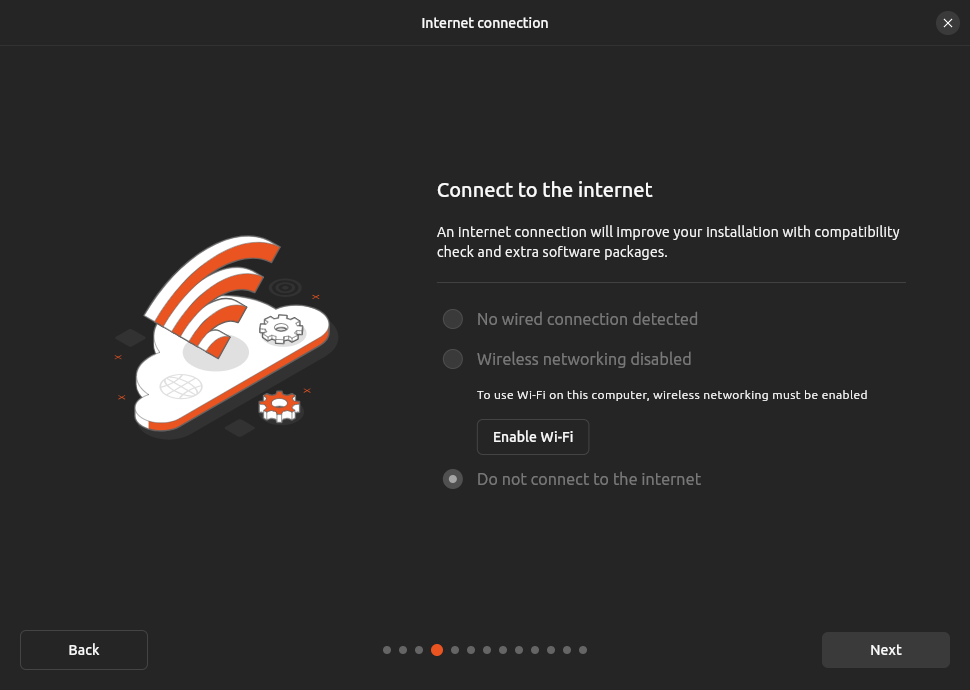 Internet connection
Connect to the internet
An internet connection will improve your installation with compatibility
check and extra software packages.
No wired connection detected
Wireless networking disabled
To use Wi-Fi on this computer, wireless networking must be enabled
Enable Wi-Fi
Do not connect to the internet
Back
Next